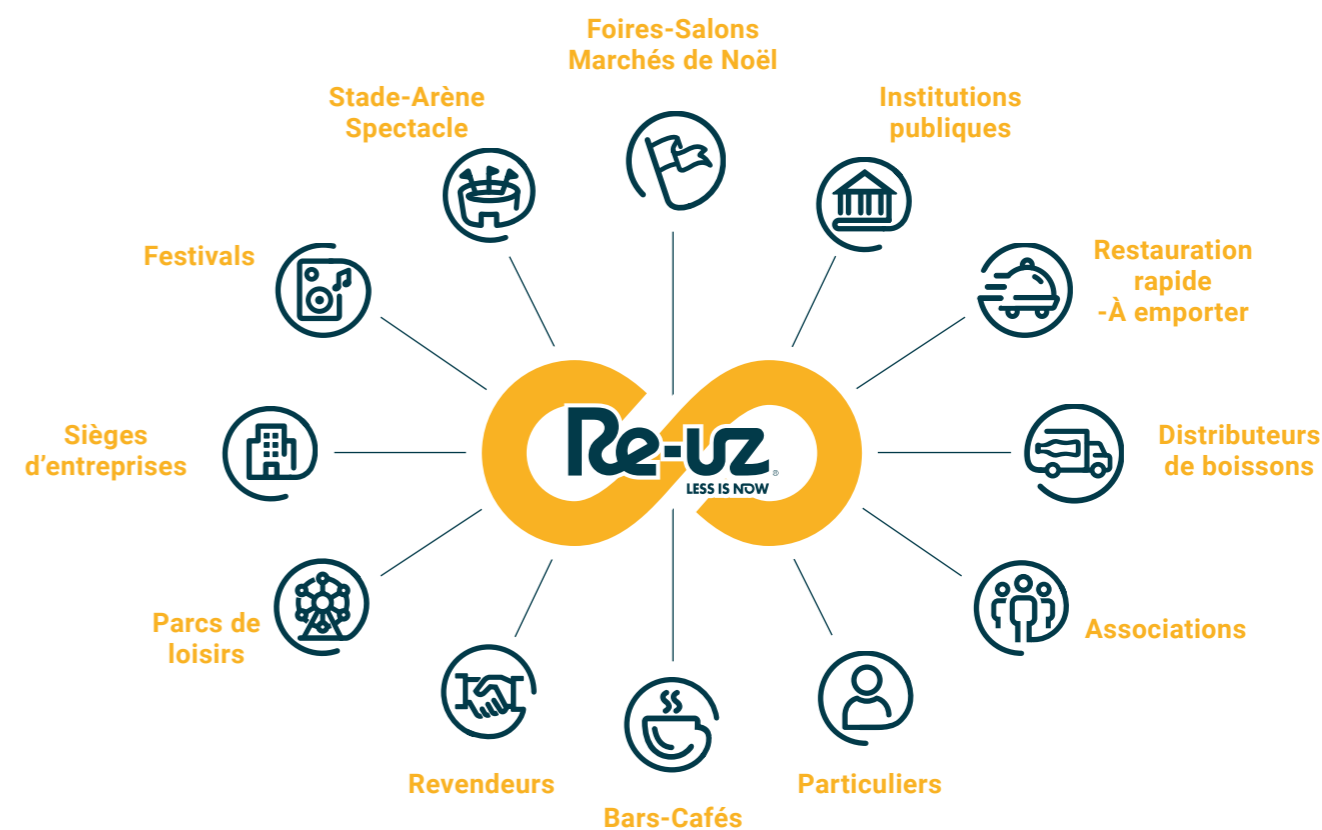 Foires-Salons
Marchés de Noël
Stade-Arène
Spectacle
Institutions
publiques
Festivals
Restauration
rapide
-À emporter
Re-uz®
LESS IS NOW
Sièges
d’entreprises
Distributeurs
de boissons
Parcs de
loisirs
Associations
Revendeurs
Particuliers
Bars-Cafés